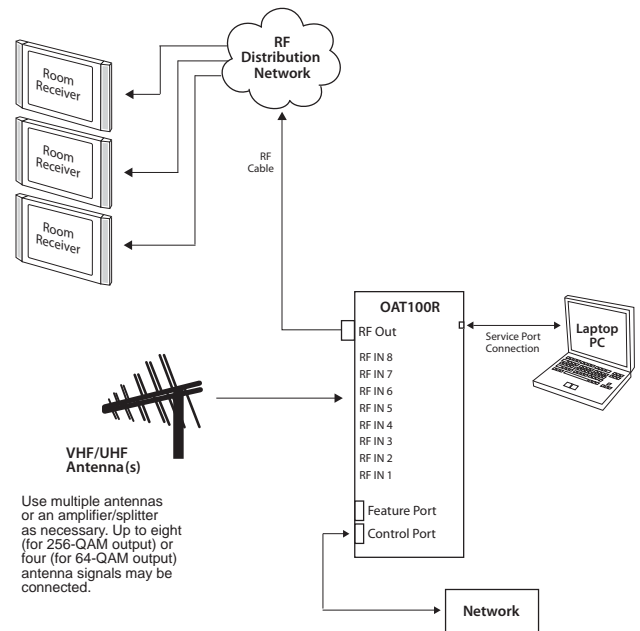 RF
Distribution
Network
Room
Receiver
Room
Receiver
Room
Receiver
RF
Cable
OAT100R
RF Out
RF IN 8
RF IN 7
RF IN 6
RF IN 5
RF IN 4
RF IN 3
RF IN 2
RF IN 1
Feature Port
Control Port
Service Port
Connection
Laptop
PC
VHF/UHF
Antenna(s)
Use multiple antennas
or an amplifier/splitter
as necessary. Up to eight
(for 256-QAM output) or
four (for 64-QAM output)
antenna signals may be
connected.
Network